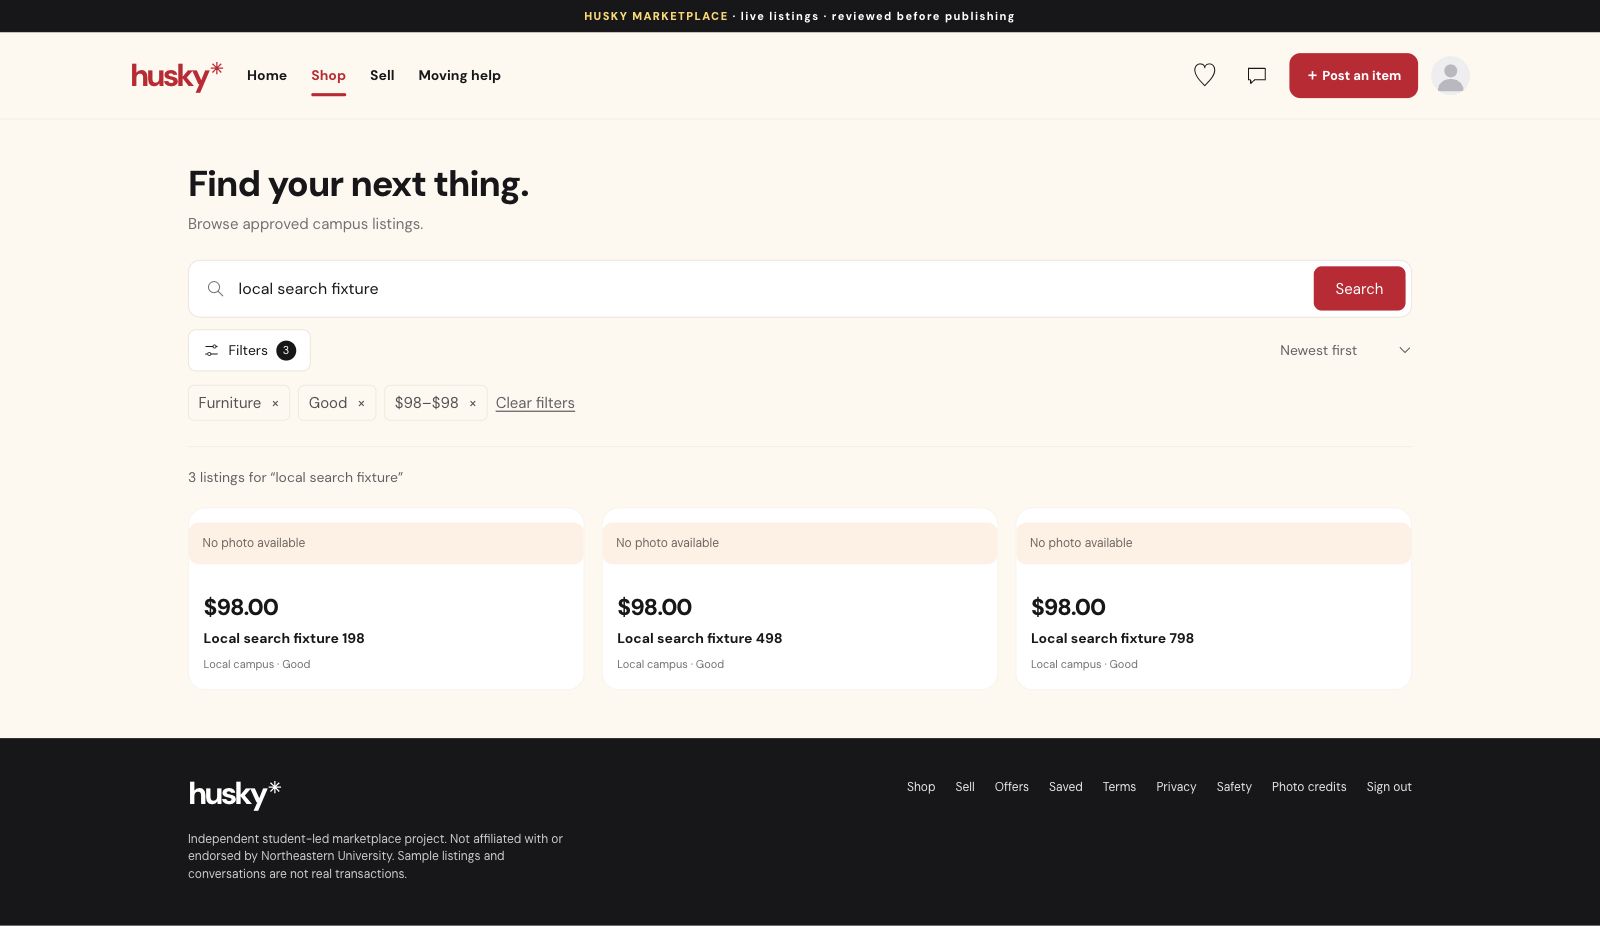 HUSKY MARKETPLACE · live listings · reviewed before publishing
husky*
Home
Shop
Sell
Moving help
+ Post an item
Find your next thing.
Browse approved campus listings.
local search fixture
Search
Filters 3
Newest first
Furniture ×
Good ×
$98–$98 ×
Clear filters
3 listings for “local search fixture”
No photo available
$98.00
Local search fixture 198
Local campus · Good
No photo available
$98.00
Local search fixture 498
Local campus · Good
No photo available
$98.00
Local search fixture 798
Local campus · Good
husky*
Shop
Sell
Offers
Saved
Terms
Privacy
Safety
Photo credits
Sign out
Independent student-led marketplace project. Not affiliated with or
endorsed by Northeastern University. Sample listings and
conversations are not real transactions.